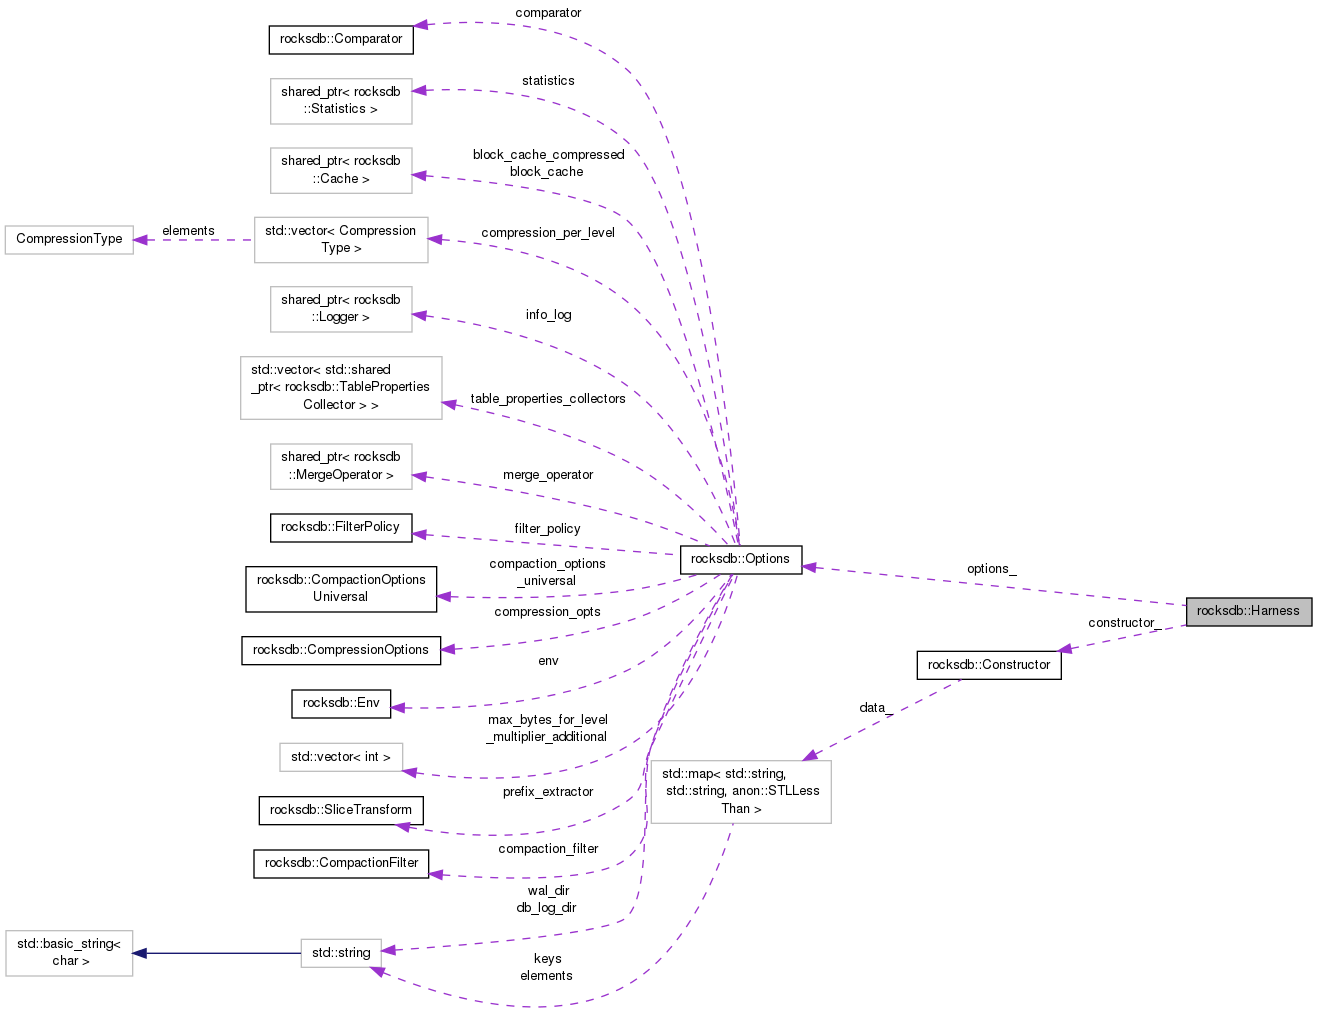 comparator
rocksdb::Comparator
statistics
shared_ptr< rocksdb
::Statistics >
block_cache_compressed
block_cache
shared_ptr< rocksdb
::Cache >
CompressionType
elements
std::vector< Compression
Type >
compression_per_level
shared_ptr< rocksdb
::Logger >
info_log
std::vector< std::shared
_ptr< rocksdb::TableProperties
Collector > >
table_properties_collectors
shared_ptr< rocksdb
::MergeOperator >
merge_operator
rocksdb::FilterPolicy
filter_policy
rocksdb::Options
options_
rocksdb::CompactionOptions
Universal
compaction_options
_universal
rocksdb::Harness
compression_opts
constructor_
rocksdb::CompressionOptions
rocksdb::Constructor
env
rocksdb::Env
data_
max_bytes_for_level
_multiplier_additional
std::vector< int >
std::map< std::string,
std::string, anon::STLLess
Than >
prefix_extractor
rocksdb::SliceTransform
compaction_filter
rocksdb::CompactionFilter
wal_dir
db_log_dir
std::basic_string<
char >
std::string
keys
elements